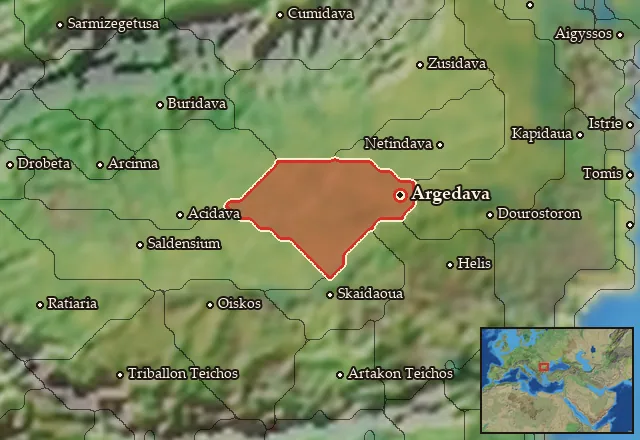 Cumidava
Sarmizegetusa
Aigyssos
Zusidava
Buridava
Istrie
Kapidaua
Netindava
Drobeta
Arcinna
Tomis
Argedava
Acidava
Dourostoron
Saldensium
Helis
Skaidaoua
Ratiaria
Oiskos
Triballon Teichos
Artakon Teichos